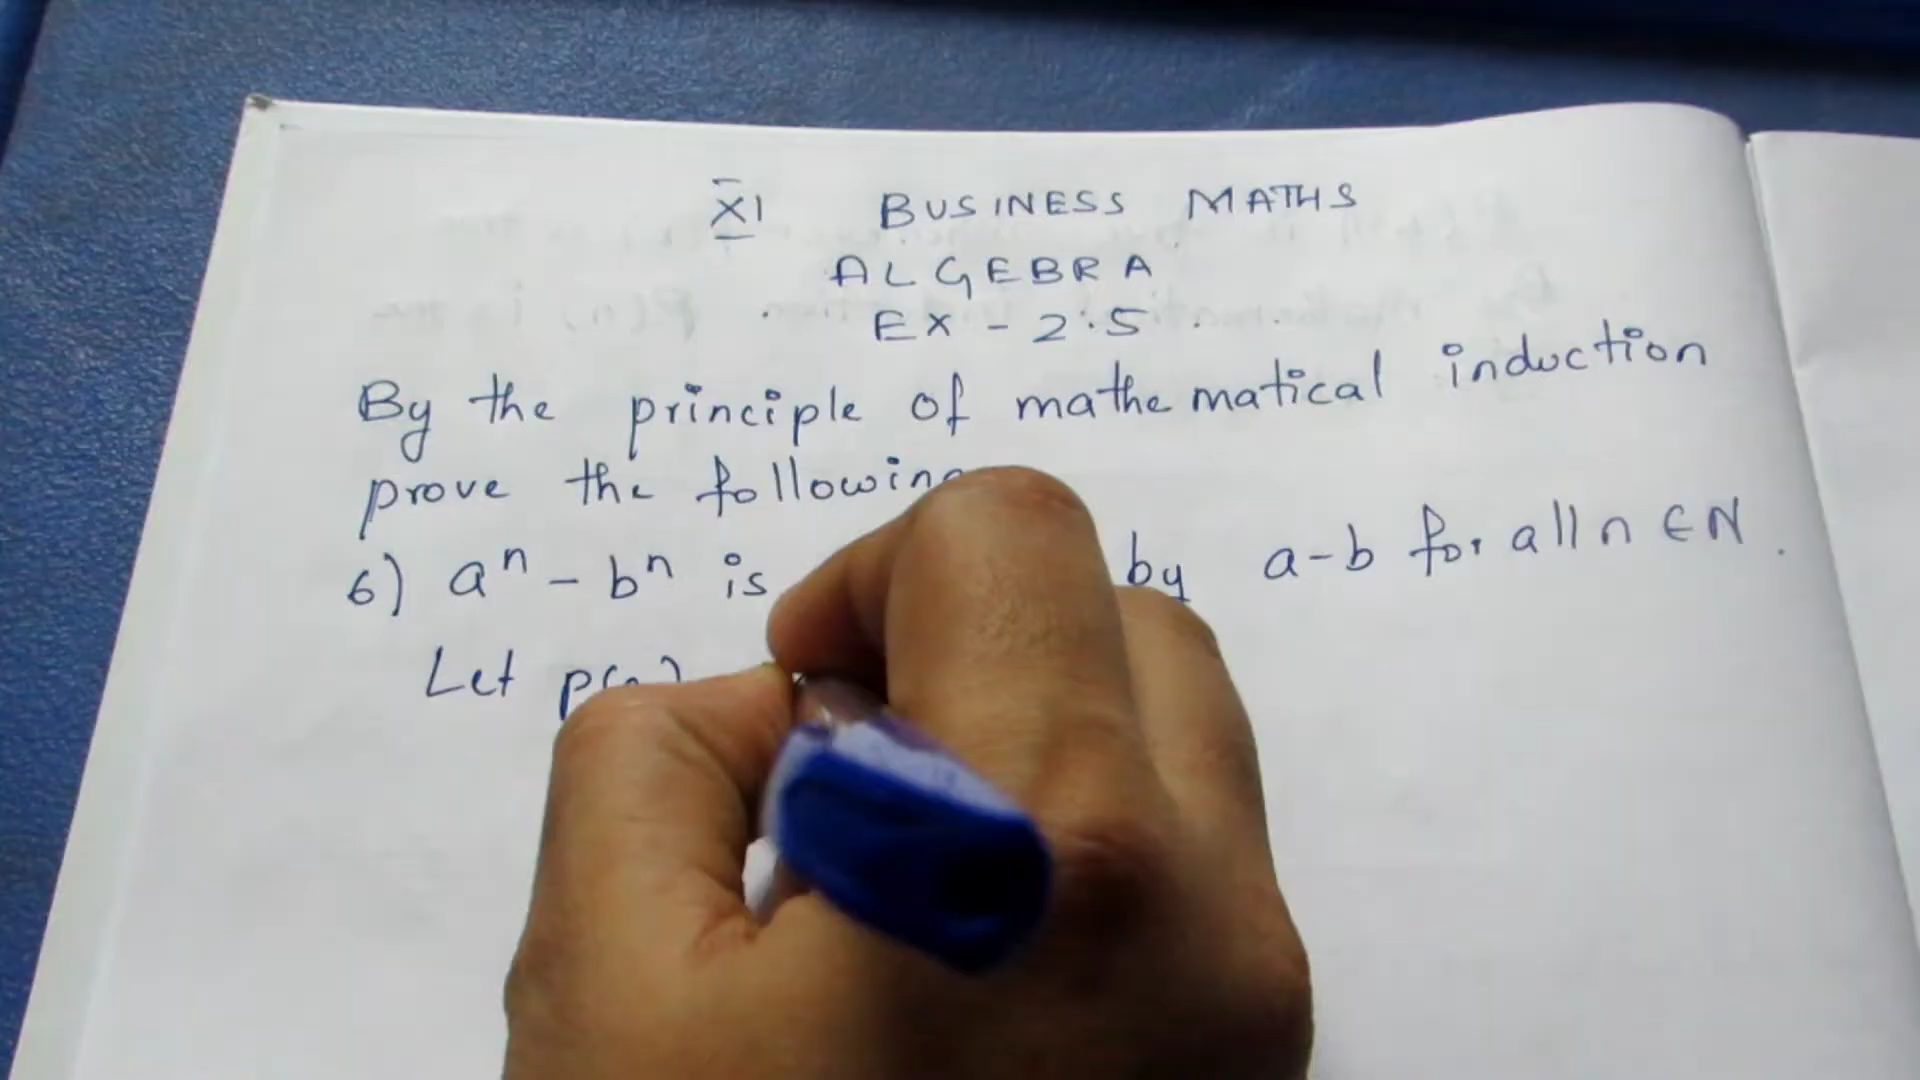 XI BUSINESS MATHS
ALGEBRA
EX - 2.5
By the principle of mathematical induction
prove the following
6) aⁿ - bⁿ is by a-b for all n ∈ N.
Let p(n)